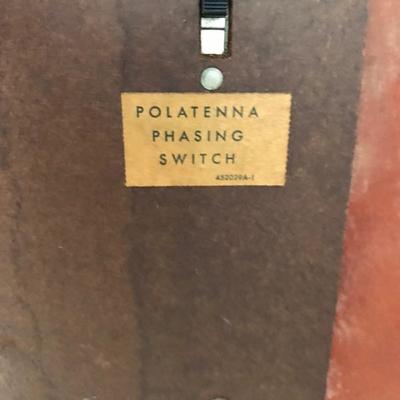 POLATENNA
PHASING
SWITCH
452029A-1